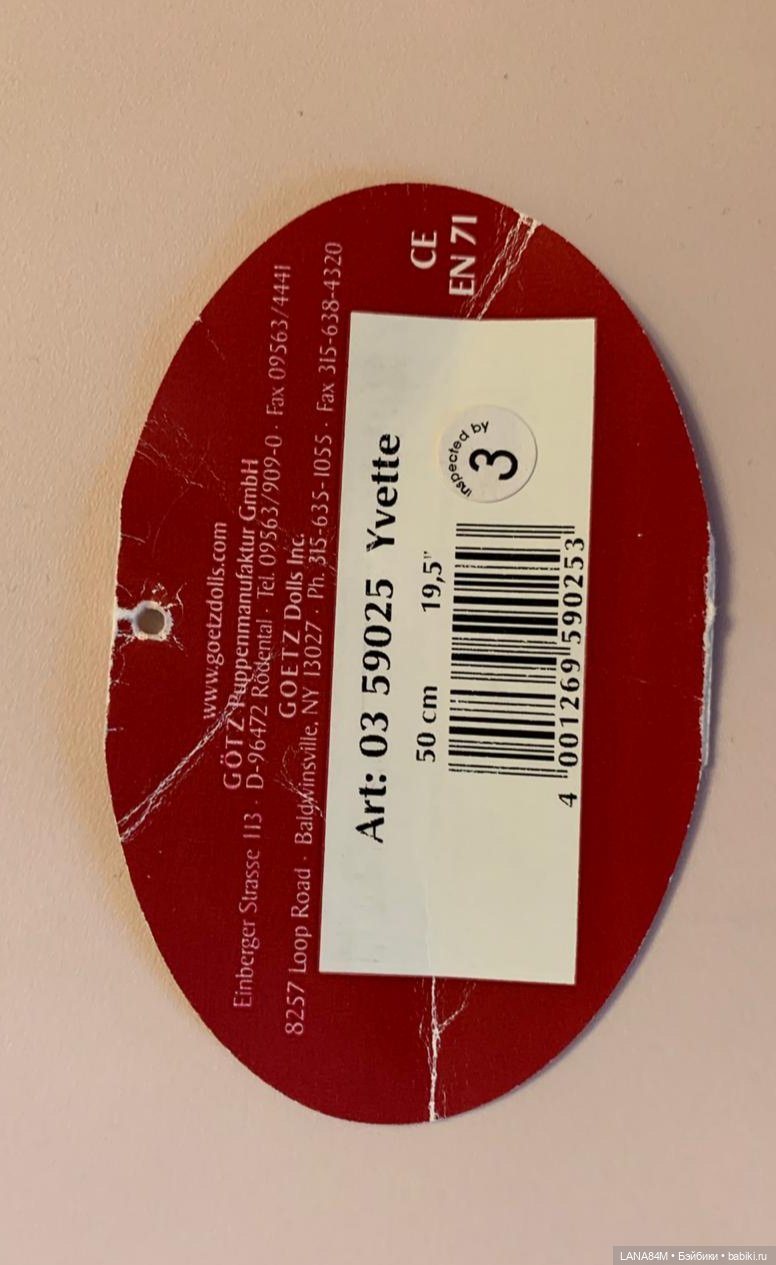 www.goetzdolls.com
GÖTZ Puppenmanufaktur GmbH
Einberger Strasse 113 · D-96472 Rödental · Tel. 09563/909-0 · Fax 09563/4441
GOETZ Dolls Inc.
8257 Loop Road · Baldwinsville, NY 13027 · Ph. 315-635-1055 · Fax 315-638-4320
Art: 03 59025 Yvette
50 cm 19,5"
4 001269 590253
inspected by
3
CE
EN 71
LANA84M • Бэйбики • babiki.ru